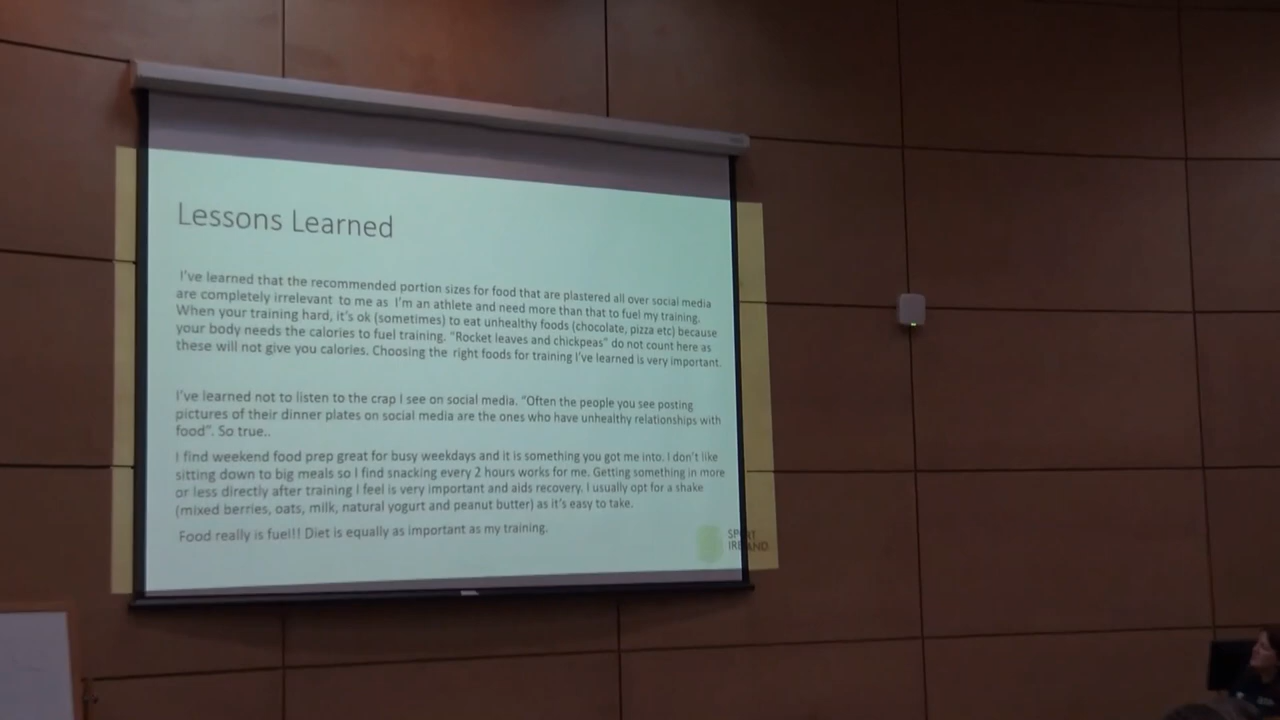 Lessons Learned
I've learned that the recommended portion sizes for food that are plastered all over social media
are completely irrelevant to me as I'm an athlete and need more than that to fuel my training.
When your training hard, it's ok (sometimes) to eat unhealthy foods (chocolate, pizza etc) because
your body needs the calories to fuel training. "Rocket leaves and chickpeas" do not count here as
these will not give you calories. Choosing the right foods for training I've learned is very important.
I've learned not to listen to the crap I see on social media. "Often the people you see posting
pictures of their dinner plates on social media are the ones who have unhealthy relationships with
food". So true..
I find weekend food prep great for busy weekdays and it is something you got me into. I don't like
sitting down to big meals so I find snacking every 2 hours works for me. Getting something in more
or less directly after training I feel is very important and aids recovery. I usually opt for a shake
(mixed berries, oats, milk, natural yogurt and peanut butter) as it's easy to take.
Food really is fuel!! Diet is equally as important as my training.
SPORT
IRELAND